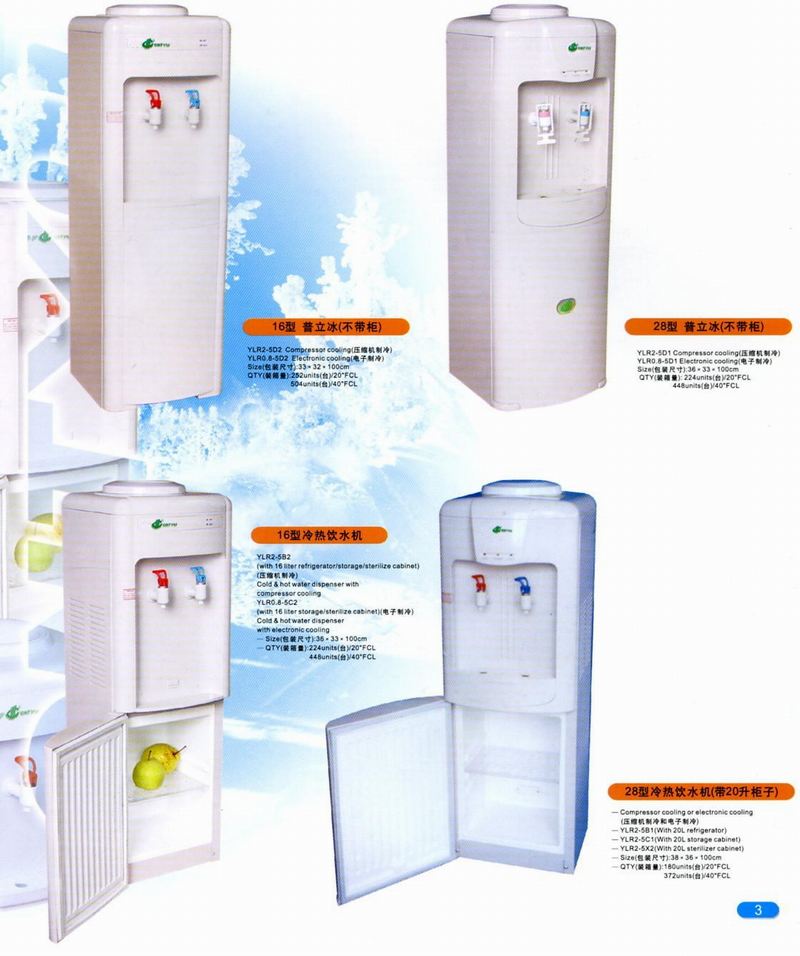 16型 普立冰(不带柜)
YLR2-5D2 Compressor cooling(压缩机制冷)
YLR0.8-5D2 Electronic cooling(电子制冷)
Size(包装尺寸):33×32×100cm
QTY(装箱量):252units(台)/20"FCL
504units(台)/40"FCL
28型 普立冰(不带柜)
YLR2-5D1 Compressor cooling(压缩机制冷)
YLR0.8-5D1 Electronic cooling(电子制冷)
Size(包装尺寸):36×33×100cm
QTY(装箱量): 224units(台)/20"FCL
448units(台)/40"FCL
16型冷热饮水机
YLR2-5B2
(with 16 liter refrigerator/storage/sterilize cabinet)
(压缩机制冷)
Cold & hot water dispenser with
compressor cooling
YLR0.8-5C2
(with 16 liter storage/sterilize cabinet)(电子制冷)
Cold & hot water dispenser
with electronic cooling
— Size(包装尺寸):36×33×100cm
— QTY(装箱量):224units(台)/20"FCL
448units(台)/40"FCL
28型冷热饮水机(带20升柜子)
— Compressor cooling or electronic cooling
(压缩机制冷和电子制冷)
— YLR2-5B1(With 20L refrigerator)
— YLR2-5C1(With 20L storage cabinet)
— YLR2-5X2(With 20L sterilizer cabinet)
— Size(包装尺寸):38×36×100cm
— QTY(装箱量):180units(台)/20"FCL
372units(台)/40"FCL
3